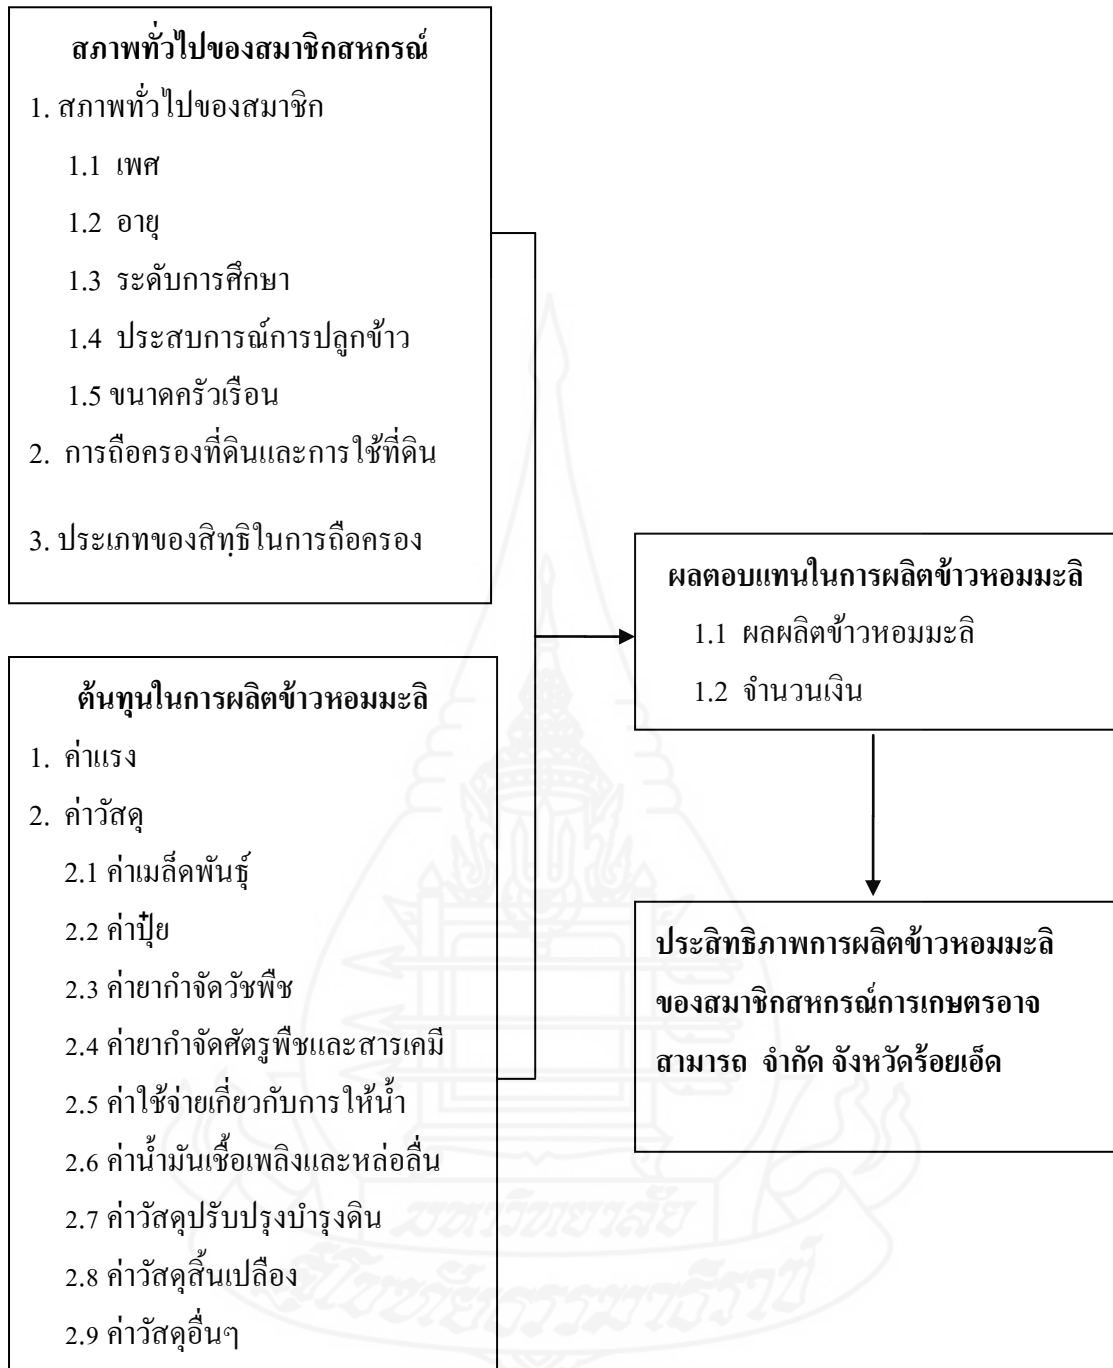 สภาพทั่วไปของสมาชิกสหกรณ์
1. สภาพทั่วไปของสมาชิก
1.1 เพศ
1.2 อายุ
1.3 ระดับการศึกษา
1.4 ประสบการณ์การปลูกข้าว
1.5 ขนาดครัวเรือน
2. การถือครองที่ดินและการใช้ที่ดิน
3. ประเภทของสิทธิในการถือครอง
ต้นทุนในการผลิตข้าวหอมมะลิ
1. ค่าแรง
2. ค่าวัสดุ
2.1 ค่าเมล็ดพันธุ์
2.2 ค่าปุ๋ย
2.3 ค่ายากำจัดวัชพืช
2.4 ค่ายากำจัดศัตรูพืชและสารเคมี
2.5 ค่าใช้จ่ายเกี่ยวกับการให้น้ำ
2.6 ค่าน้ำมันเชื้อเพลิงและหล่อลื่น
2.7 ค่าวัสดุปรับปรุงบำรุงดิน
2.8 ค่าวัสดุสิ้นเปลือง
2.9 ค่าวัสดุอื่นๆ
ผลตอบแทนในการผลิตข้าวหอมมะลิ
1.1 ผลผลิตข้าวหอมมะลิ
1.2 จำนวนเงิน
ประสิทธิภาพการผลิตข้าวหอมมะลิ
ของสมาชิกสหกรณ์การเกษตรอาจ
สามารถ จำกัด จังหวัดร้อยเอ็ด
มหาวิทยาลัย
สุโขทัยธรรมาธิราช